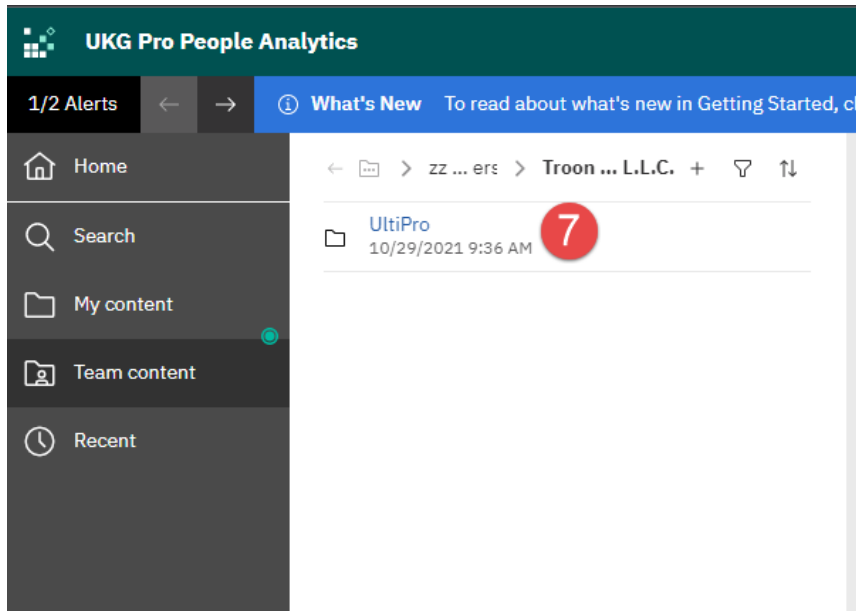 UKG Pro People Analytics
1/2 Alerts ← → What's New To read about what's new in Getting Started, cl
Home
← > zz ... ers > Troon ... L.L.C. +
Search
UltiPro
10/29/2021 9:36 AM
7
My content
Team content
Recent